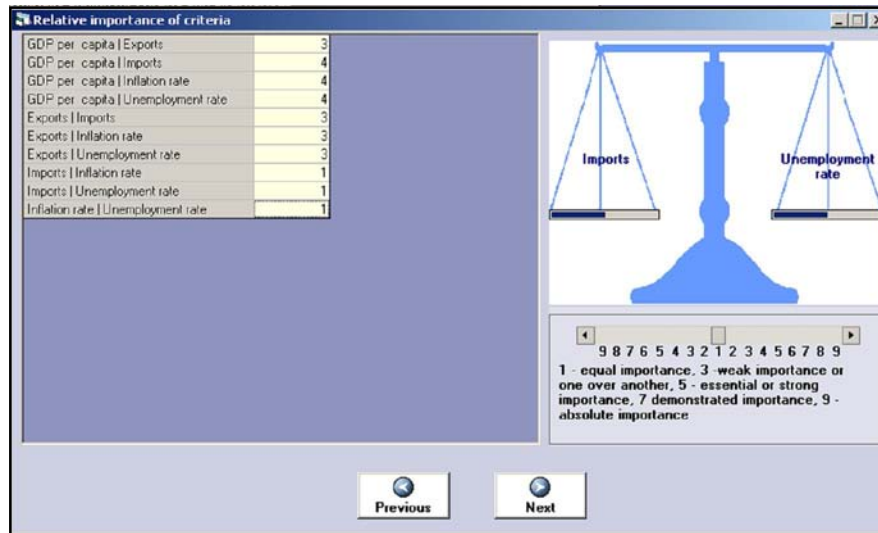 Relative importance of criteria
GDP per capita | Exports 3
GDP per capita | Imports 4
GDP per capita | Inflation rate 4
GDP per capita | Unemployment rate 4
Exports | Imports 3
Exports | Inflation rate 3
Exports | Unemployment rate 3
Imports | Inflation rate 1
Imports | Unemployment rate 1
Inflation rate | Unemployment rate 1
Imports
Unemployment
rate
9 8 7 6 5 4 3 2 1 2 3 4 5 6 7 8 9
1 - equal importance, 3 -weak importance or
one over another, 5 - essential or strong
importance, 7 demonstrated importance, 9 -
absolute importance
Previous
Next